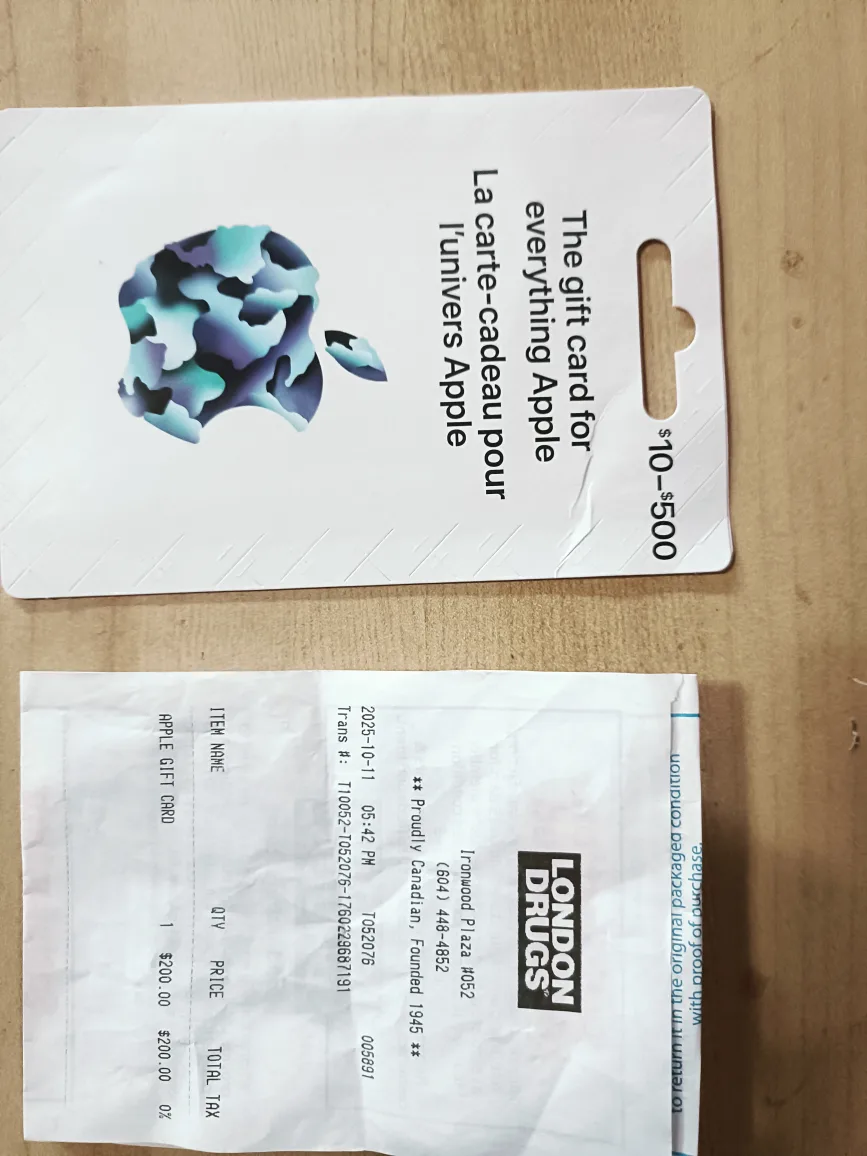 $10–$500
The gift card for
everything Apple
La carte-cadeau pour
l'univers Apple
to return it in the original packaged condition
with proof of purchase.
LONDON
DRUGS
Ironwood Plaza #052
(604) 448-4852
** Proudly Canadian, Founded 1945 **
2025-10-11 05:42 PM T052076 005891
Trans #: T10052-T052076-1760229687191
ITEM NAME QTY PRICE TOTAL TAX
APPLE GIFT CARD 1 $200.00 $200.00 0%